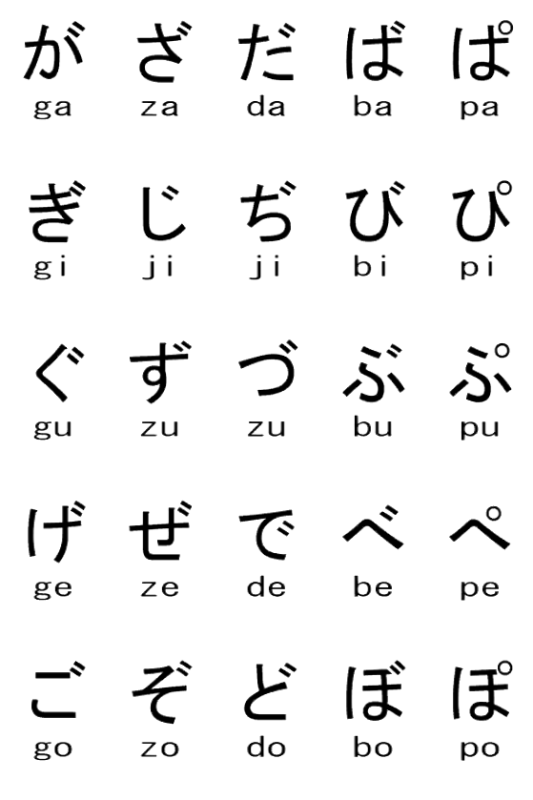 が ざ だ ば ぱ
ga za da ba pa
ぎ じ ぢ び ぴ
gi ji ji bi pi
ぐ ず づ ぶ ぷ
gu zu zu bu pu
げ ぜ で べ ぺ
ge ze de be pe
ご ぞ ど ぼ ぽ
go zo do bo po